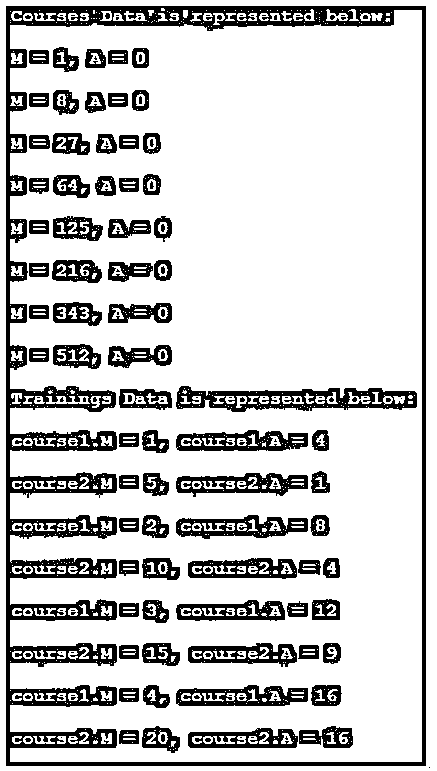 Courses Data is represented below:
M = 1, A = 0
M = 8, A = 0
M = 27, A = 0
M = 64, A = 0
M = 125, A = 0
M = 216, A = 0
M = 343, A = 0
M = 512, A = 0
Trainings Data is represented below:
course1.M = 1, course1.A = 4
course2.M = 5, course2.A = 1
course1.M = 2, course1.A = 8
course2.M = 10, course2.A = 4
course1.M = 3, course1.A = 12
course2.M = 15, course2.A = 9
course1.M = 4, course1.A = 16
course2.M = 20, course2.A = 16